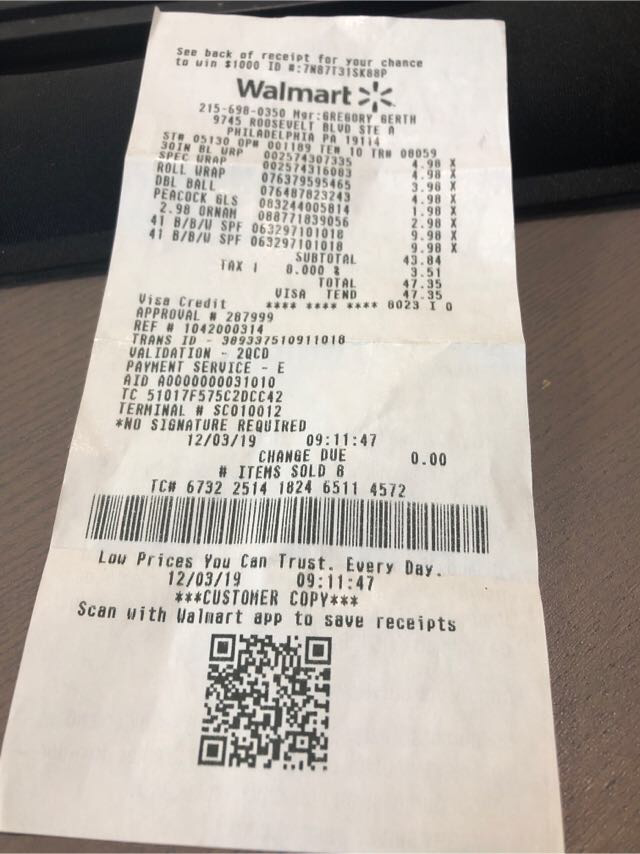 See back of receipt for your chance
to win $1000 ID #:7N87T31SK88P
Walmart
215-698-0350 Mgr:GREGORY GERTH
9745 ROOSEVELT BLVD STE A
PHILADELPHIA PA 19114
ST# 05130 OP# 001189 TE# 10 TR# 08059
30IN BL WRP 002574307335 4.98 X
SPEC WRAP 002574316083 4.98 X
ROLL WRAP 076379595465 3.98 X
DBL BALL 076487823243 4.98 X
PEACOCK GLS 083244005814 1.98 X
2.98 ORNAM 088771839056 2.98 X
41 B/B/W SPF 063297101018 9.98 X
41 B/B/W SPF 063297101018 9.98 X
SUBTOTAL 43.84
TAX 1 8.000 % 3.51
TOTAL 47.35
VISA TEND 47.35
Visa Credit **** **** **** 8023 I 0
APPROVAL # 287999
REF # 1042000314
TRANS ID - 389337510911018
VALIDATION - 2QCD
PAYMENT SERVICE - E
AID A0000000031010
TC 51017F575C2DCC42
TERMINAL # SC010012
*NO SIGNATURE REQUIRED
12/03/19 09:11:47
CHANGE DUE 0.00
# ITEMS SOLD 8
TC# 6732 2514 1824 6511 4572
Low Prices You Can Trust. Every Day.
12/03/19 09:11:47
***CUSTOMER COPY***
Scan with Walmart app to save receipts